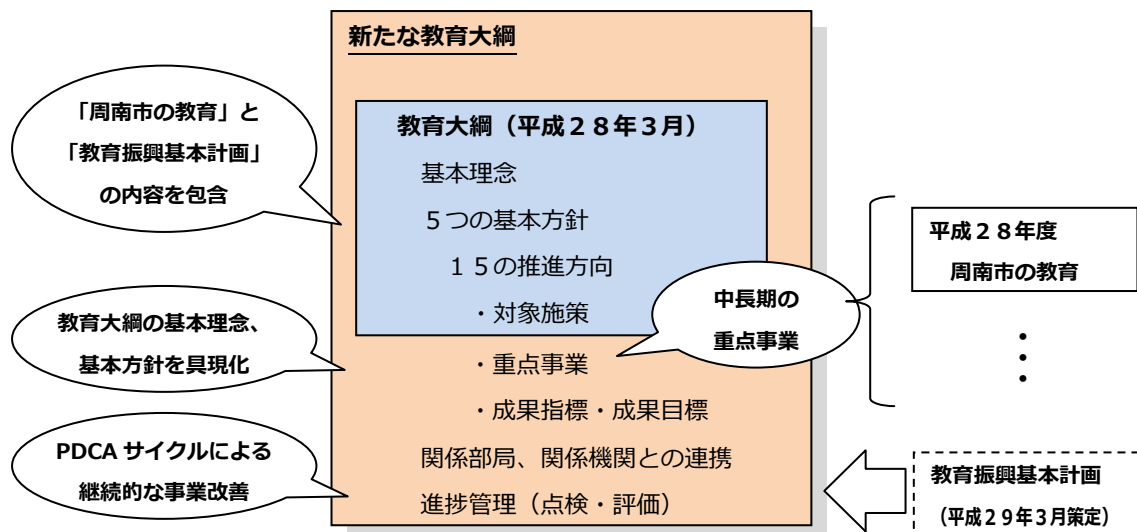 新たな教育大綱
「周南市の教育」と
「教育振興基本計画」
の内容を包含
教育大綱（平成２８年３月）
基本理念
５つの基本方針
１５の推進方向
・対象施策
中長期の
重点事業
平成２８年度
周南市の教育
教育大綱の基本理念、
基本方針を具現化
・重点事業
・成果指標・成果目標
PDCA サイクルによる
継続的な事業改善
関係部局、関係機関との連携
進捗管理（点検・評価）
教育振興基本計画
（平成２９年３月策定）